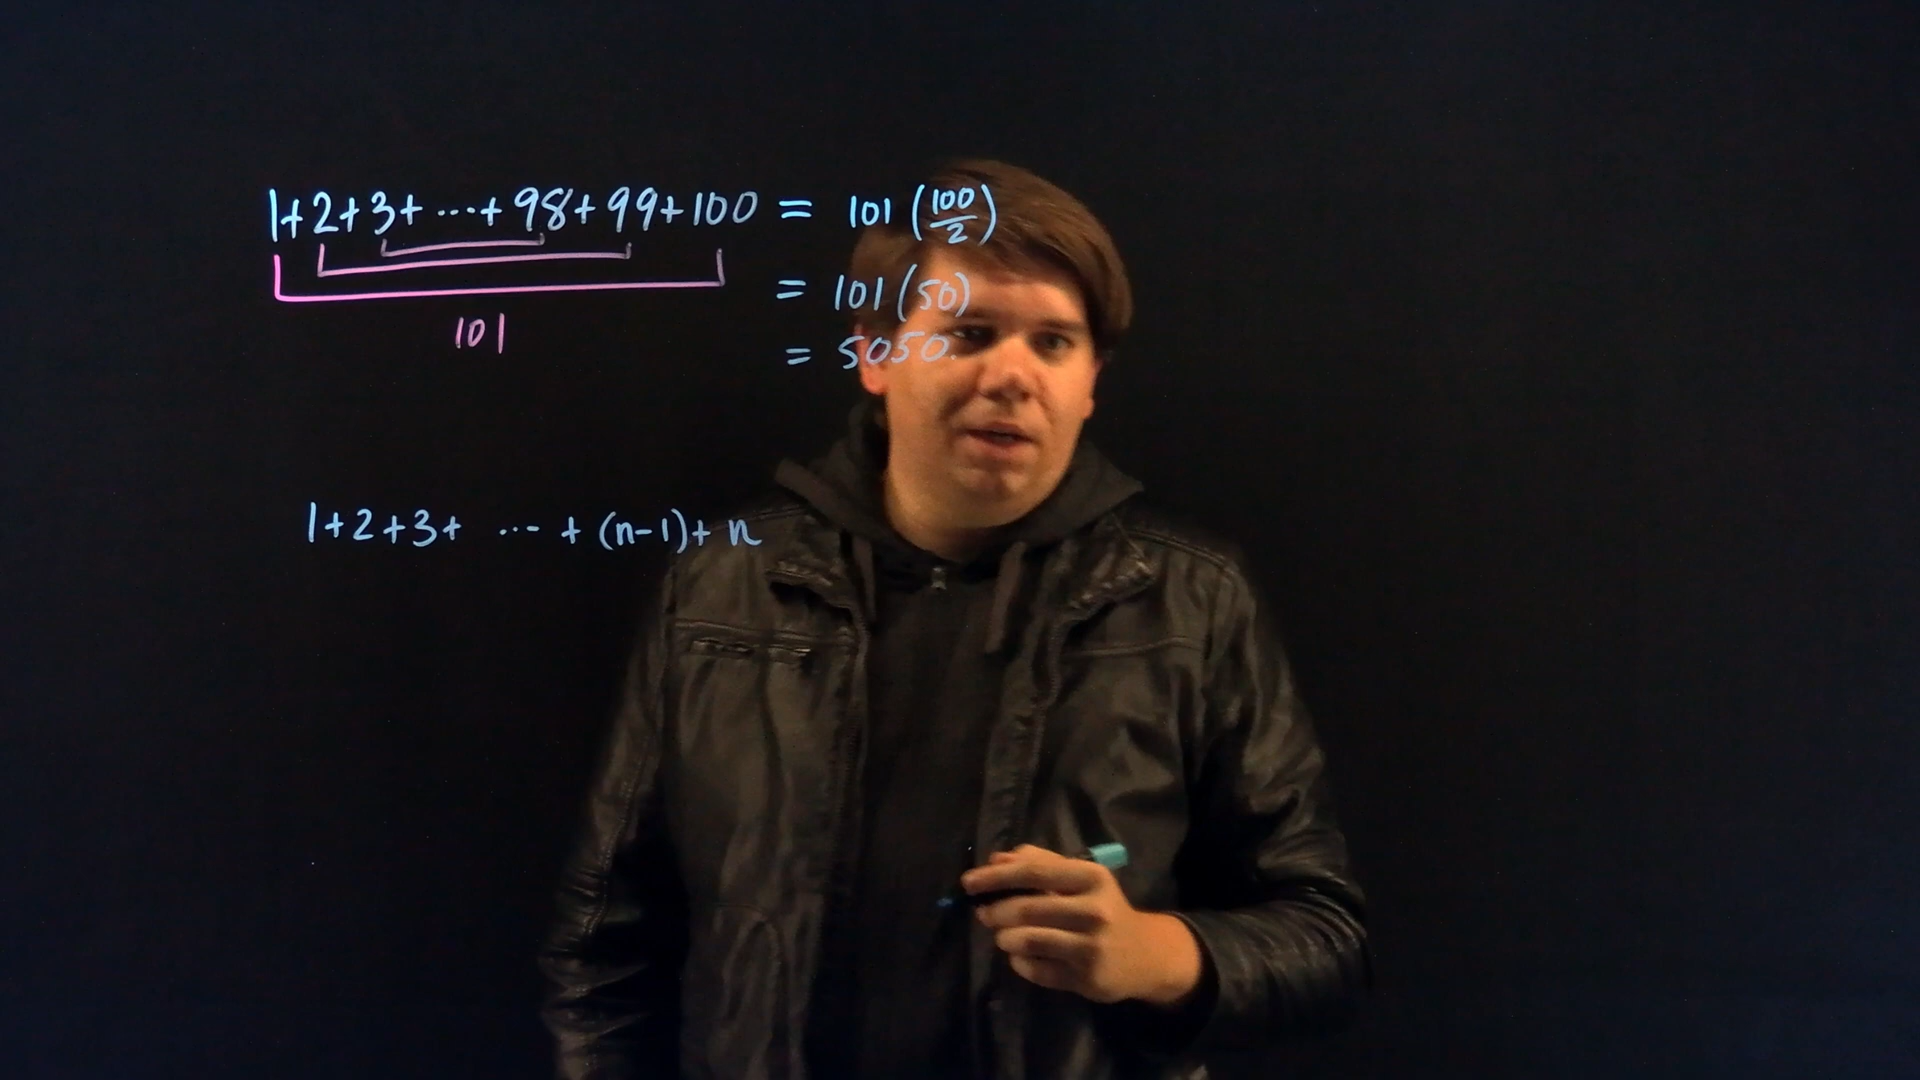 1+2+3+ ... + 98+99+100 = 101 (100/2)
= 101 (50)
= 5050.
101
1+2+3+ ... + (n-1)+ n